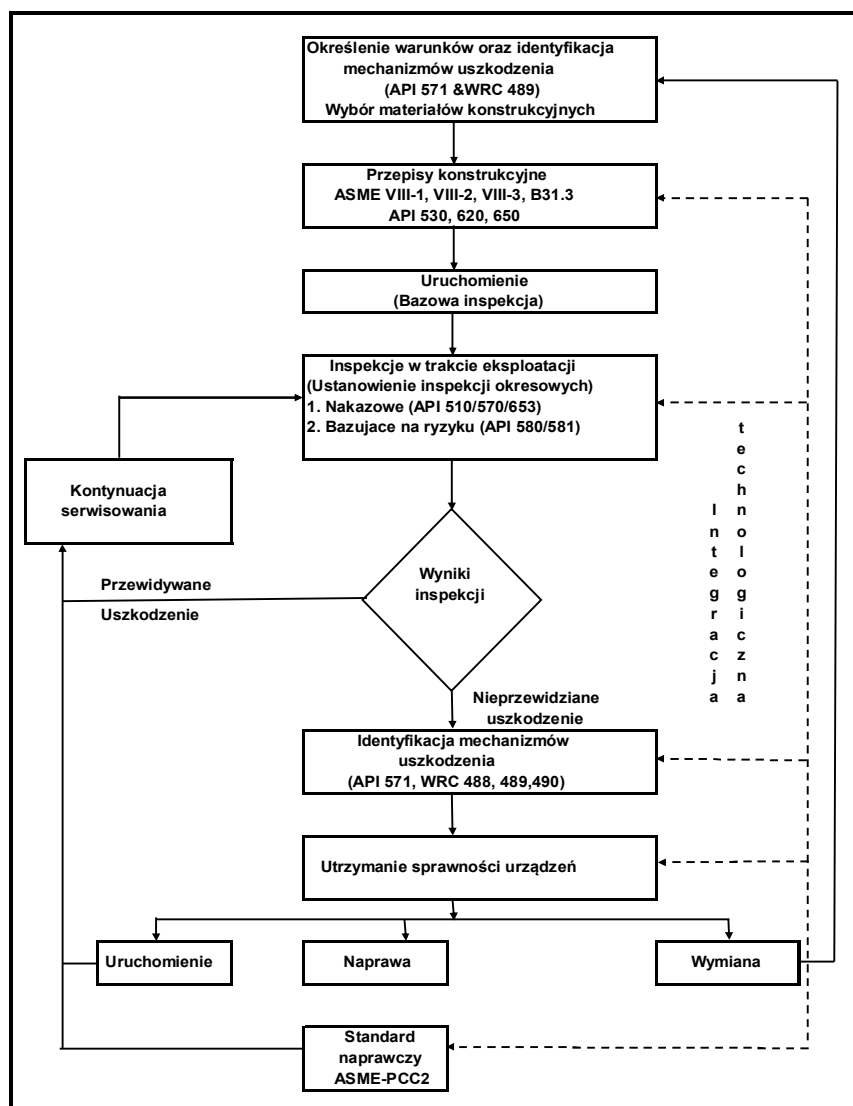 Określenie warunków oraz identyfikacja
mechanizmów uszkodzenia
(API 571 &WRC 489)
Wybór materiałów konstrukcyjnych
Przepisy konstrukcyjne
ASME VIII-1, VIII-2, VIII-3, B31.3
API 530, 620, 650
Uruchomienie
(Bazowa inspekcja)
Inspekcje w trakcie eksploatacji
(Ustanowienie inspekcji okresowych)
1. Nakazowe (API 510/570/653)
2. Bazujace na ryzyku (API 580/581)
Kontynuacja
serwisowania
Integracja
technologiczna
Wyniki
inspekcji
Przewidywane
Uszkodzenie
Nieprzewidziane
uszkodzenie
Identyfikacja mechanizmów
uszkodzenia
(API 571, WRC 488, 489,490)
Utrzymanie sprawności urządzeń
Uruchomienie
Naprawa
Wymiana
Standard
naprawczy
ASME-PCC2